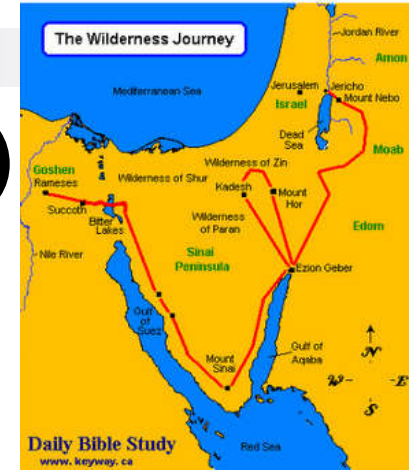 The Wilderness Journey
Jordan River
Amon
Mediterranean Sea
Jerusalem
Jericho
Mount Nebo
Israel
Dead
Sea
Moab
Goshen
Rameses
Wilderness of Shur
Wilderness of Zin
Kadesh
Mount
Hor
Succoth
Bitter
Lakes
Wilderness
of Paran
Edom
Nile River
Sinai
Peninsula
Ezion Geber
Gulf
of
Suez
Mount
Sinai
Gulf of
Aqaba
N
W
E
S
Red Sea
Daily Bible Study
www.keyway.ca